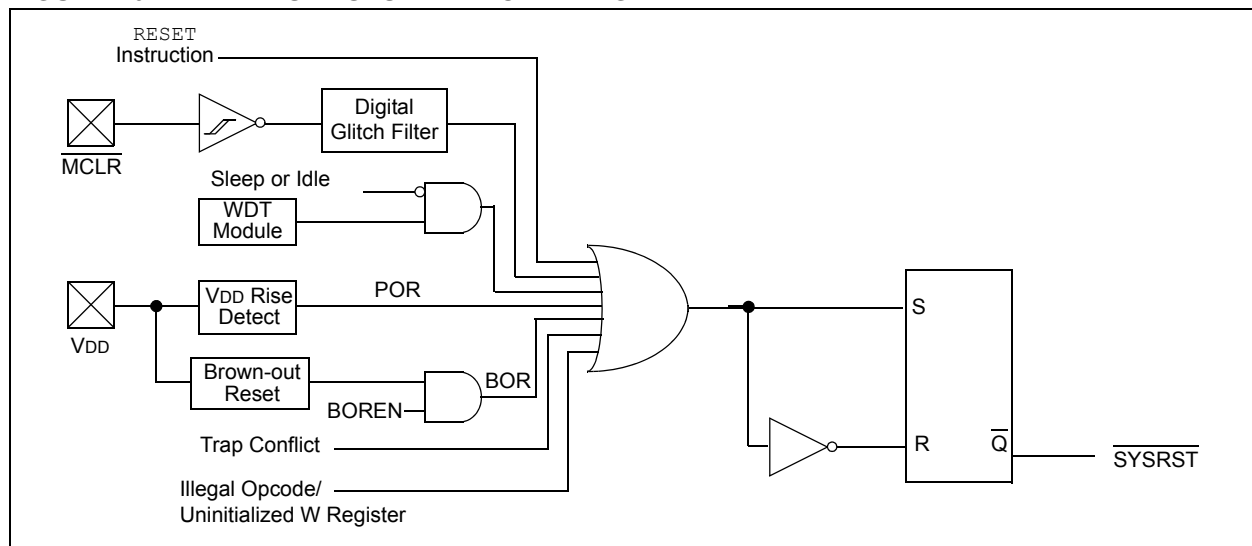 RESET
Instruction
Digital
Glitch Filter
MCLR
Sleep or Idle
WDT
Module
VDD Rise
Detect
POR
VDD
Brown-out
Reset
BOR
BOREN
Trap Conflict
Illegal Opcode/
Uninitialized W Register
S
R
Q
SYSRST